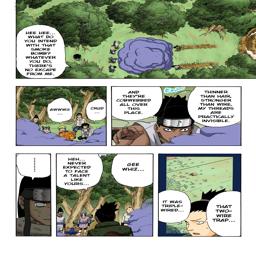 HEE HEE...
WHAT DO
YOU INTEND
WITH THAT
SMOKE
BOMB?
WHATEVER
YOU DO,
THERE'S
NO ESCAPE
FROM ME.
AWWW!!
CRUD
AND
THEY'RE
COBWEBBED
ALL OVER
THIS
PLACE.
THINNER
THAN HAIR,
STRONGER
THAN WIRE,
MY THREADS
ARE
PRACTICALLY
INVISIBLE.
HEH...
NEVER
EXPECTED
TO FACE
A TALENT
LIKE
YOURS...
GEE
WHIZ...
IT WAS
TRIPLE-
WIRED...
THAT
TWO-
WIRE
TRAP...